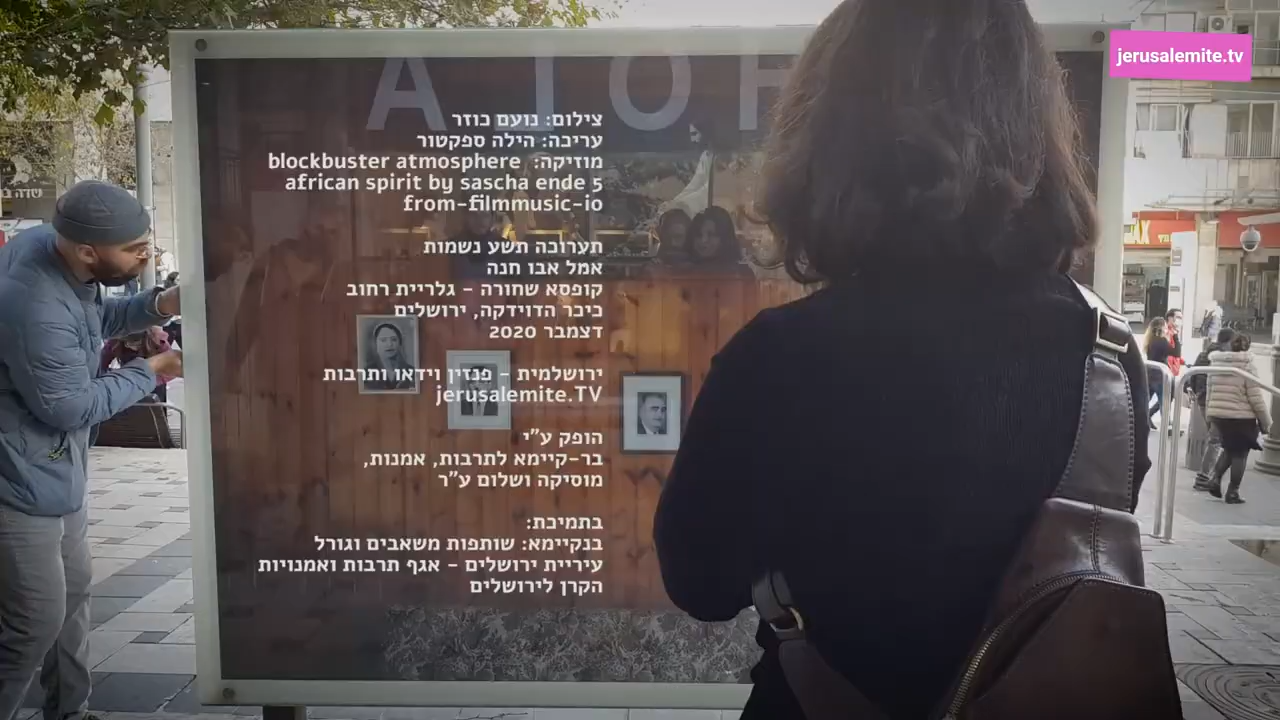 jerusalemite.tv
צילום: נועם כוזר
עריכה: הילה ספקטור
מוזיקה: blockbuster atmosphere
african spirit by sascha ende 5
from-filmmusic-io
תערוכה תשע נשמות
אמל אבו חנה
קופסא שחורה - גלריית רחוב
כיכר הדוידקה, ירושלים
דצמבר 2020
ירושלמית - פנזין וידאו ותרבות
jerusalemite.TV
הופק ע"י
בר-קיימא לתרבות, אמנות,
מוסיקה ושלום ע"ר
בתמיכת:
בנקיימא: שותפות משאבים וגורל
עיריית ירושלים - אגף תרבות ואמנויות
הקרן לירושלים